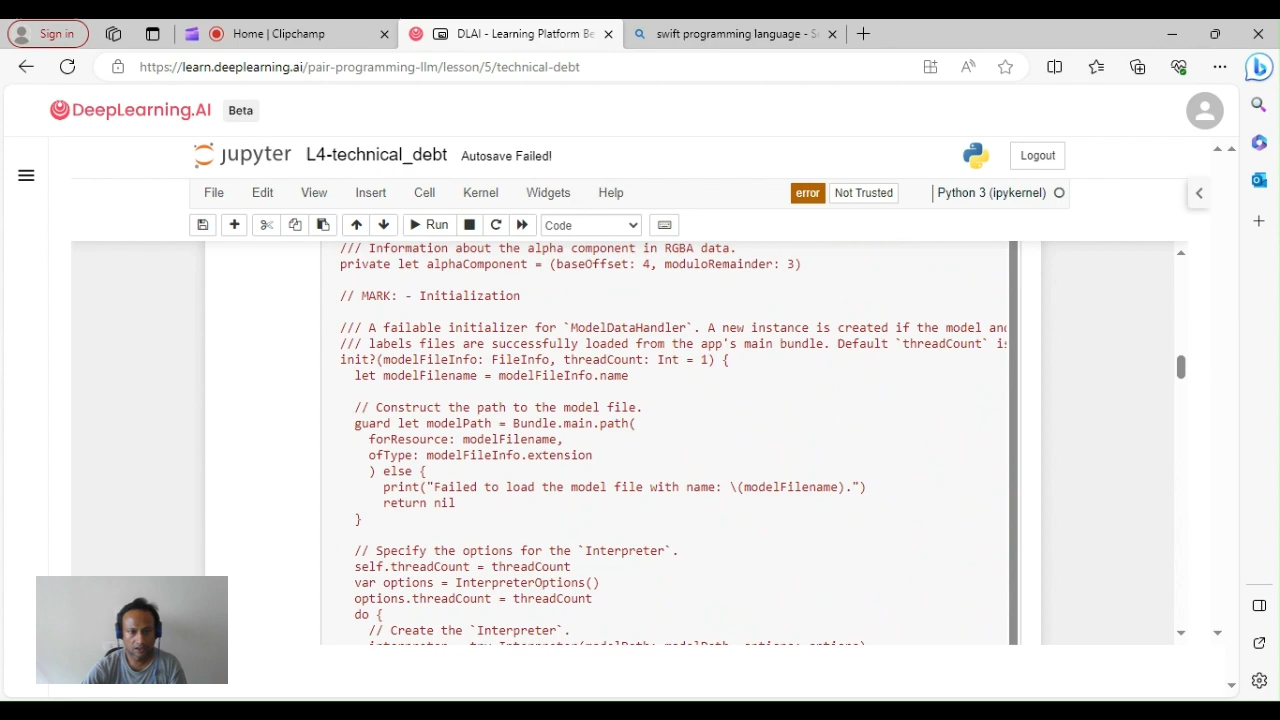 Sign in
Home | Clipchamp
DLAI - Learning Platform Be
swift programming language - S
https://learn.deeplearning.ai/pair-programming-llm/lesson/5/technical-debt
DeepLearning.AI
Beta
jupyter L4-technical_debt Autosave Failed!
Logout
File Edit View Insert Cell Kernel Widgets Help
error Not Trusted Python 3 (ipykernel)
Run Code
/// Information about the alpha component in RGBA data.
private let alphaComponent = (baseOffset: 4, moduloRemainder: 3)
// MARK: - Initialization
/// A failable initializer for `ModelDataHandler`. A new instance is created if the model and
/// labels files are successfully loaded from the app's main bundle. Default `threadCount` is
init?(modelFileInfo: FileInfo, threadCount: Int = 1) {
let modelFilename = modelFileInfo.name
// Construct the path to the model file.
guard let modelPath = Bundle.main.path(
forResource: modelFilename,
ofType: modelFileInfo.extension
) else {
print("Failed to load the model file with name: \(modelFilename).")
return nil
}
// Specify the options for the `Interpreter`.
self.threadCount = threadCount
var options = InterpreterOptions()
options.threadCount = threadCount
do {
// Create the `Interpreter`.
interpreter = try Interpreter(modelPath: modelPath, options: options)